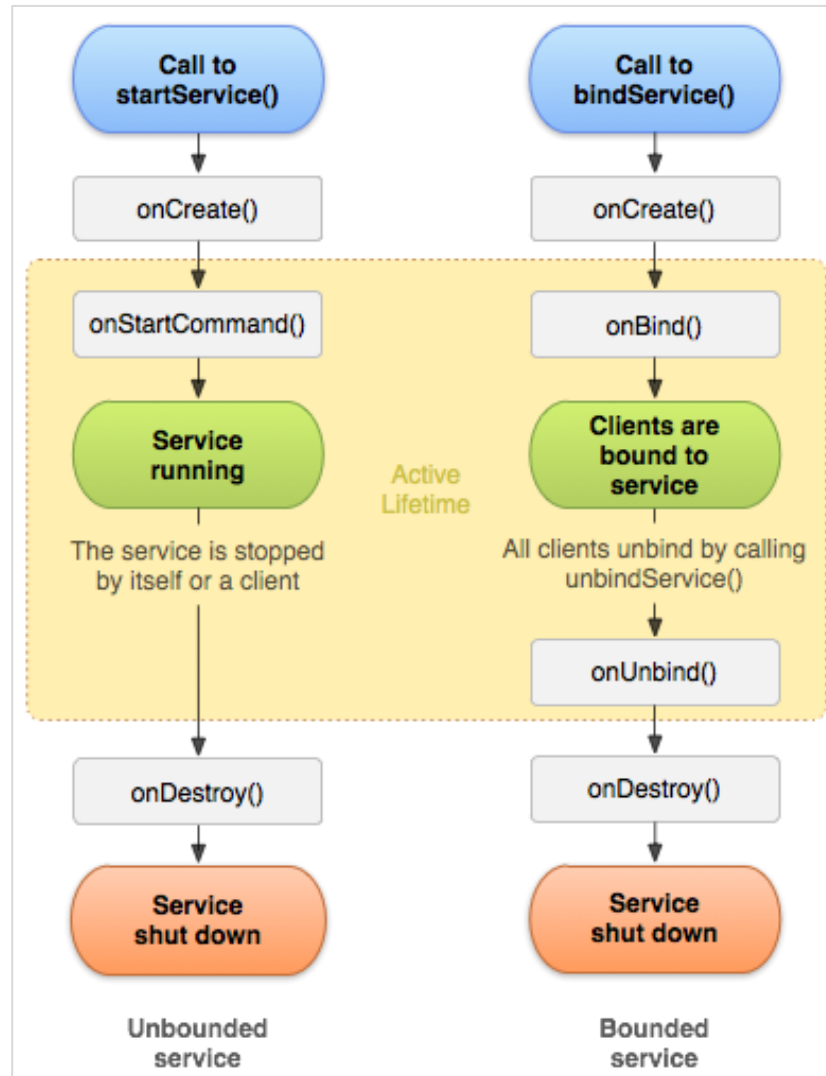 Call to
startService()
onCreate()
onStartCommand()
Service
running
The service is stopped
by itself or a client
onDestroy()
Service
shut down
Unbounded
service
Active
Lifetime
Call to
bindService()
onCreate()
onBind()
Clients are
bound to
service
All clients unbind by calling
unbindService()
onUnbind()
onDestroy()
Service
shut down
Bounded
service